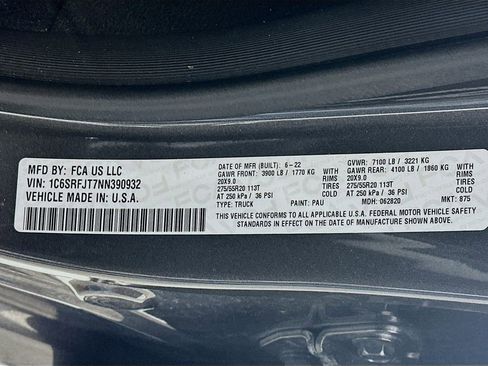 MFD BY: FCA US LLC
VIN: 1C6SRFJT7NN390932
VEHICLE MADE IN: U.S.A.
DATE OF MFR (BUILT): 6-22
GAWR FRONT: 3900 LB / 1770 KG WITH
20X9.0 RIMS
275/55R20 113T TIRES
AT 250 kPa / 36 PSI COLD
TYPE: TRUCK PAINT: PAU
GVWR: 7100 LB / 3221 KG
GAWR REAR: 4100 LB / 1860 KG WITH
20X9.0 RIMS
275/55R20 113T TIRES
AT 250 kPa / 36 PSI COLD
MDH: 062820 MKT: 875
THIS VEHICLE CONFORMS TO ALL APPLICABLE U.S.A. FEDERAL MOTOR VEHICLE SAFETY
STANDARDS IN EFFECT ON THE DATE OF MANUFACTURE SHOWN ABOVE.